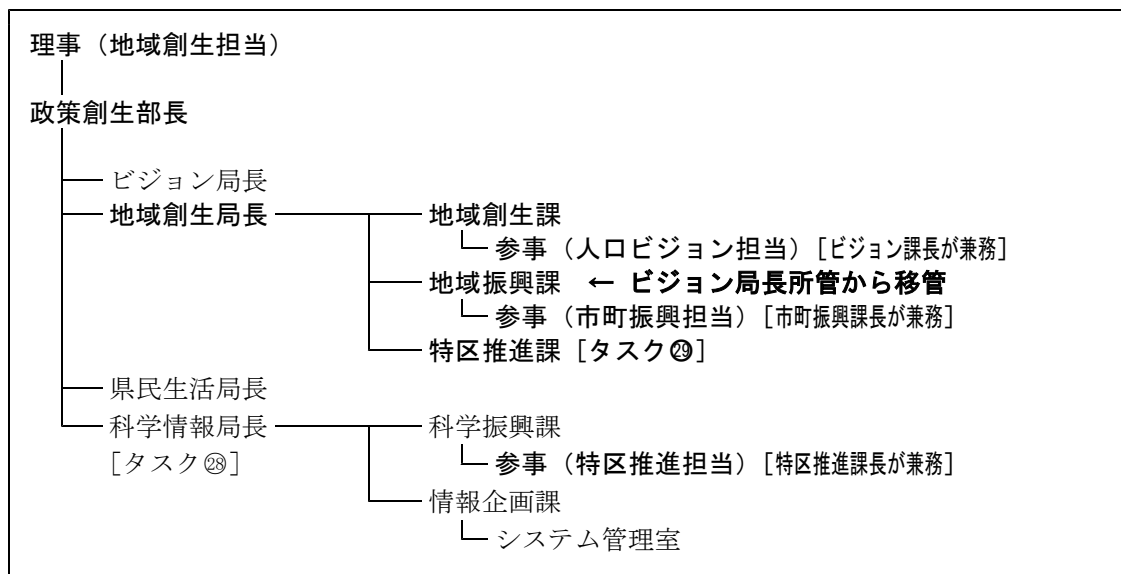 理事（地域創生担当）
政策創生部長
ビジョン局長
地域創生局長 地域創生課
参事（人口ビジョン担当）［ビジョン課長が兼務］
地域振興課 ← ビジョン局長所管から移管
参事（市町振興担当）［市町振興課長が兼務］
特区推進課［タスク㉙］
県民生活局長
科学情報局長 科学振興課
［タスク㉘］ 参事（特区推進担当）［特区推進課長が兼務］
情報企画課
システム管理室